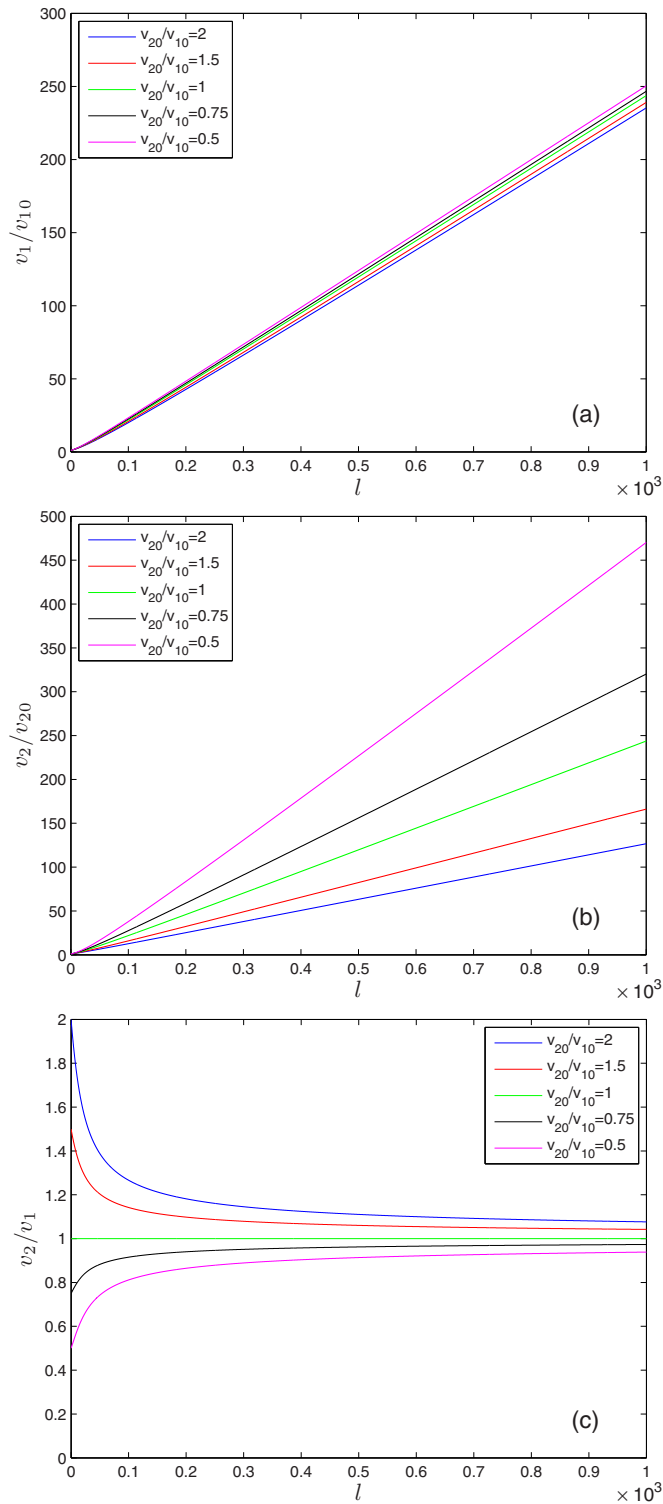 300
250
200
150
100
50
0
v₁/v₁₀
v₂₀/v₁₀=2
v₂₀/v₁₀=1.5
v₂₀/v₁₀=1
v₂₀/v₁₀=0.75
v₂₀/v₁₀=0.5
(a)
0 0.1 0.2 0.3 0.4 0.5 0.6 0.7 0.8 0.9 1
l
× 10³
500
450
400
350
300
250
200
150
100
50
0
v₂/v₂₀
v₂₀/v₁₀=2
v₂₀/v₁₀=1.5
v₂₀/v₁₀=1
v₂₀/v₁₀=0.75
v₂₀/v₁₀=0.5
(b)
0 0.1 0.2 0.3 0.4 0.5 0.6 0.7 0.8 0.9 1
l
× 10³
2
1.8
1.6
1.4
1.2
1
0.8
0.6
0.4
0.2
0
v₂/v₁
v₂₀/v₁₀=2
v₂₀/v₁₀=1.5
v₂₀/v₁₀=1
v₂₀/v₁₀=0.75
v₂₀/v₁₀=0.5
(c)
0 0.1 0.2 0.3 0.4 0.5 0.6 0.7 0.8 0.9 1
l
× 10³